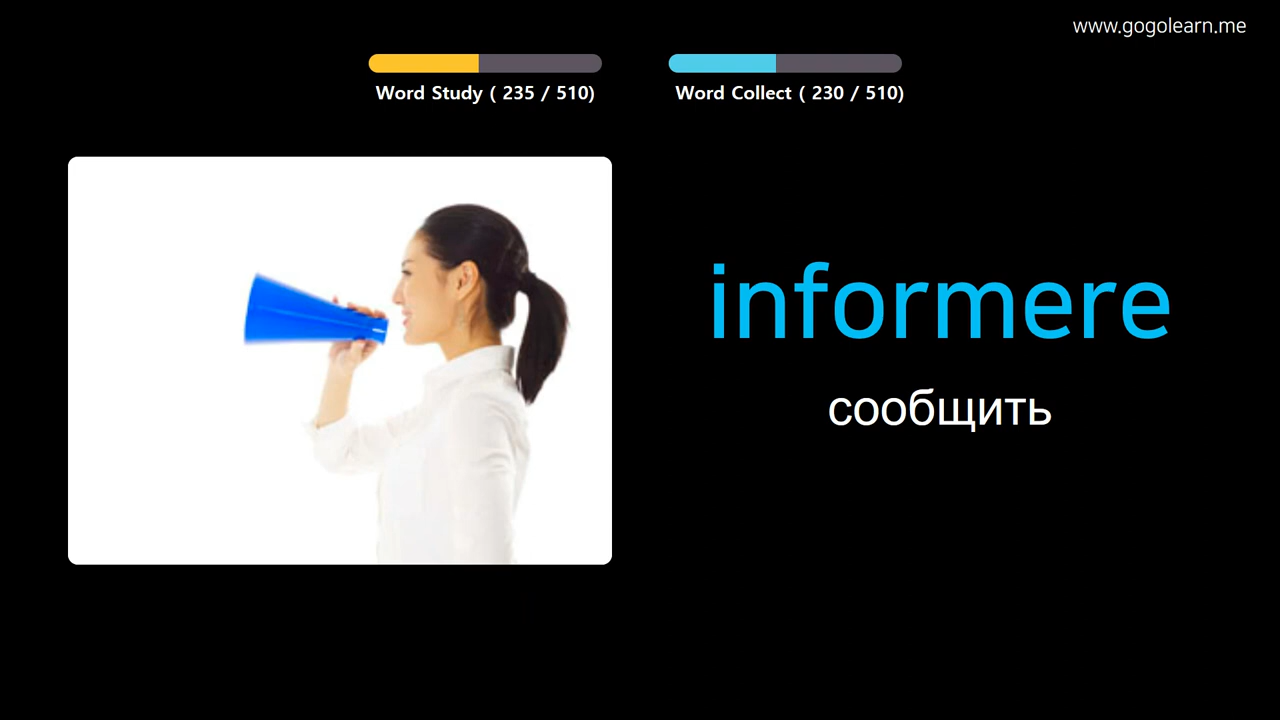 www.gogolearn.me
Word Study ( 235 / 510)
Word Collect ( 230 / 510)
informere
сообщить